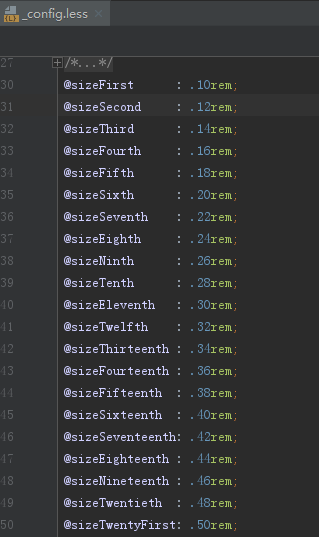 _config.less ×
27 /*...*/
30 @sizeFirst : .10rem;
31 @sizeSecond : .12rem;
32 @sizeThird : .14rem;
33 @sizeFourth : .16rem;
34 @sizeFifth : .18rem;
35 @sizeSixth : .20rem;
36 @sizeSeventh : .22rem;
37 @sizeEighth : .24rem;
38 @sizeNinth : .26rem;
39 @sizeTenth : .28rem;
40 @sizeEleventh : .30rem;
41 @sizeTwelfth : .32rem;
42 @sizeThirteenth : .34rem;
43 @sizeFourteenth : .36rem;
44 @sizeFifteenth : .38rem;
45 @sizeSixteenth : .40rem;
46 @sizeSeventeenth: .42rem;
47 @sizeEighteenth : .44rem;
48 @sizeNineteenth : .46rem;
49 @sizeTwentieth : .48rem;
50 @sizeTwentyFirst: .50rem;